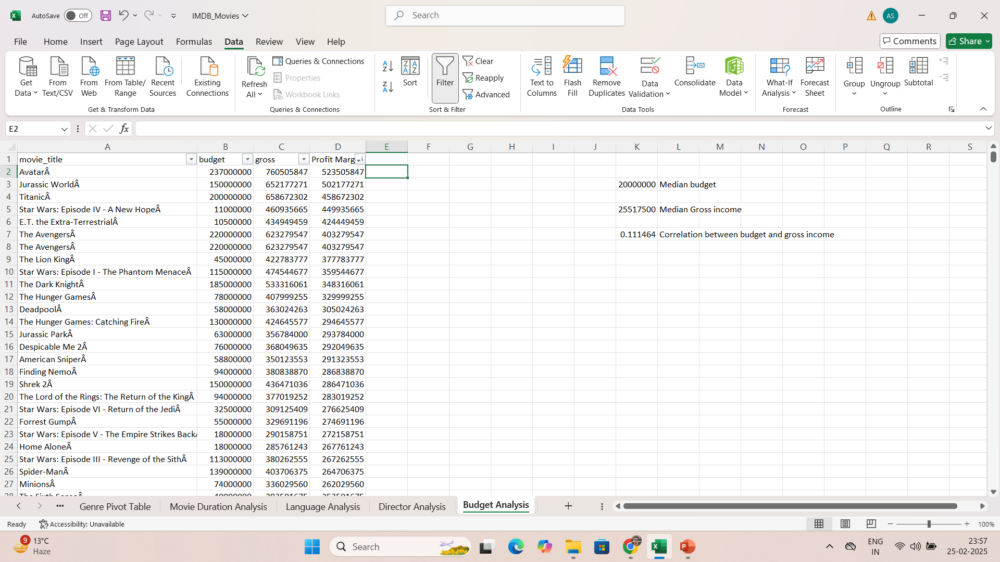 AutoSave Off IMDB_Movies Search AS
File Home Insert Page Layout Formulas Data Review View Help Comments Share
Get Data From Text/CSV From Web From Table/ Range Recent Sources Existing Connections
Get & Transform Data
Refresh All Queries & Connections Properties Workbook Links
Queries & Connections
Sort Filter Clear Reapply Advanced
Sort & Filter
Text to Columns Flash Fill Remove Duplicates Data Validation Consolidate Data Model
Data Tools
What-If Analysis Forecast Sheet
Forecast
Group Ungroup Subtotal
Outline
E2 fx
A B C D E F G H I J K L M N O P Q R S
1 movie_title budget gross Profit Marg
2 AvatarÂ 237000000 760505847 523505847
3 Jurassic WorldÂ 150000000 652177271 502177271 20000000 Median budget
4 TitanicÂ 200000000 658672302 458672302
5 Star Wars: Episode IV - A New HopeÂ 11000000 460935665 449935665 25517500 Median Gross income
6 E.T. the Extra-TerrestrialÂ 10500000 434949459 424449459
7 The AvengersÂ 220000000 623279547 403279547 0.111464 Correlation between budget and gross income
8 The AvengersÂ 220000000 623279547 403279547
9 The Lion KingÂ 45000000 422783777 377783777
10 Star Wars: Episode I - The Phantom MenaceÂ 115000000 474544677 359544677
11 The Dark KnightÂ 185000000 533316061 348316061
12 The Hunger GamesÂ 78000000 407999255 329999255
13 DeadpoolÂ 58000000 363024263 305024263
14 The Hunger Games: Catching FireÂ 130000000 424645577 294645577
15 Jurassic ParkÂ 63000000 356784000 293784000
16 Despicable Me 2Â 76000000 368049635 292049635
17 American SniperÂ 58800000 350123553 291323553
18 Finding NemoÂ 94000000 380838870 286838870
19 Shrek 2Â 150000000 436471036 286471036
20 The Lord of the Rings: The Return of the KingÂ 94000000 377019252 283019252
21 Star Wars: Episode VI - Return of the JediÂ 32500000 309125409 276625409
22 Forrest GumpÂ 55000000 329691196 274691196
23 Star Wars: Episode V - The Empire Strikes Back 18000000 290158751 272158751
24 Home AloneÂ 18000000 285761243 267761243
25 Star Wars: Episode III - Revenge of the SithÂ 113000000 380262555 267262555
26 Spider-ManÂ 139000000 403706375 264706375
27 MinionsÂ 74000000 336029560 262029560
Genre Pivot Table Movie Duration Analysis Language Analysis Director Analysis Budget Analysis
Ready Accessibility: Unavailable 100%
9 13°C Search ENG 23:57
Haze IN 25-02-2025